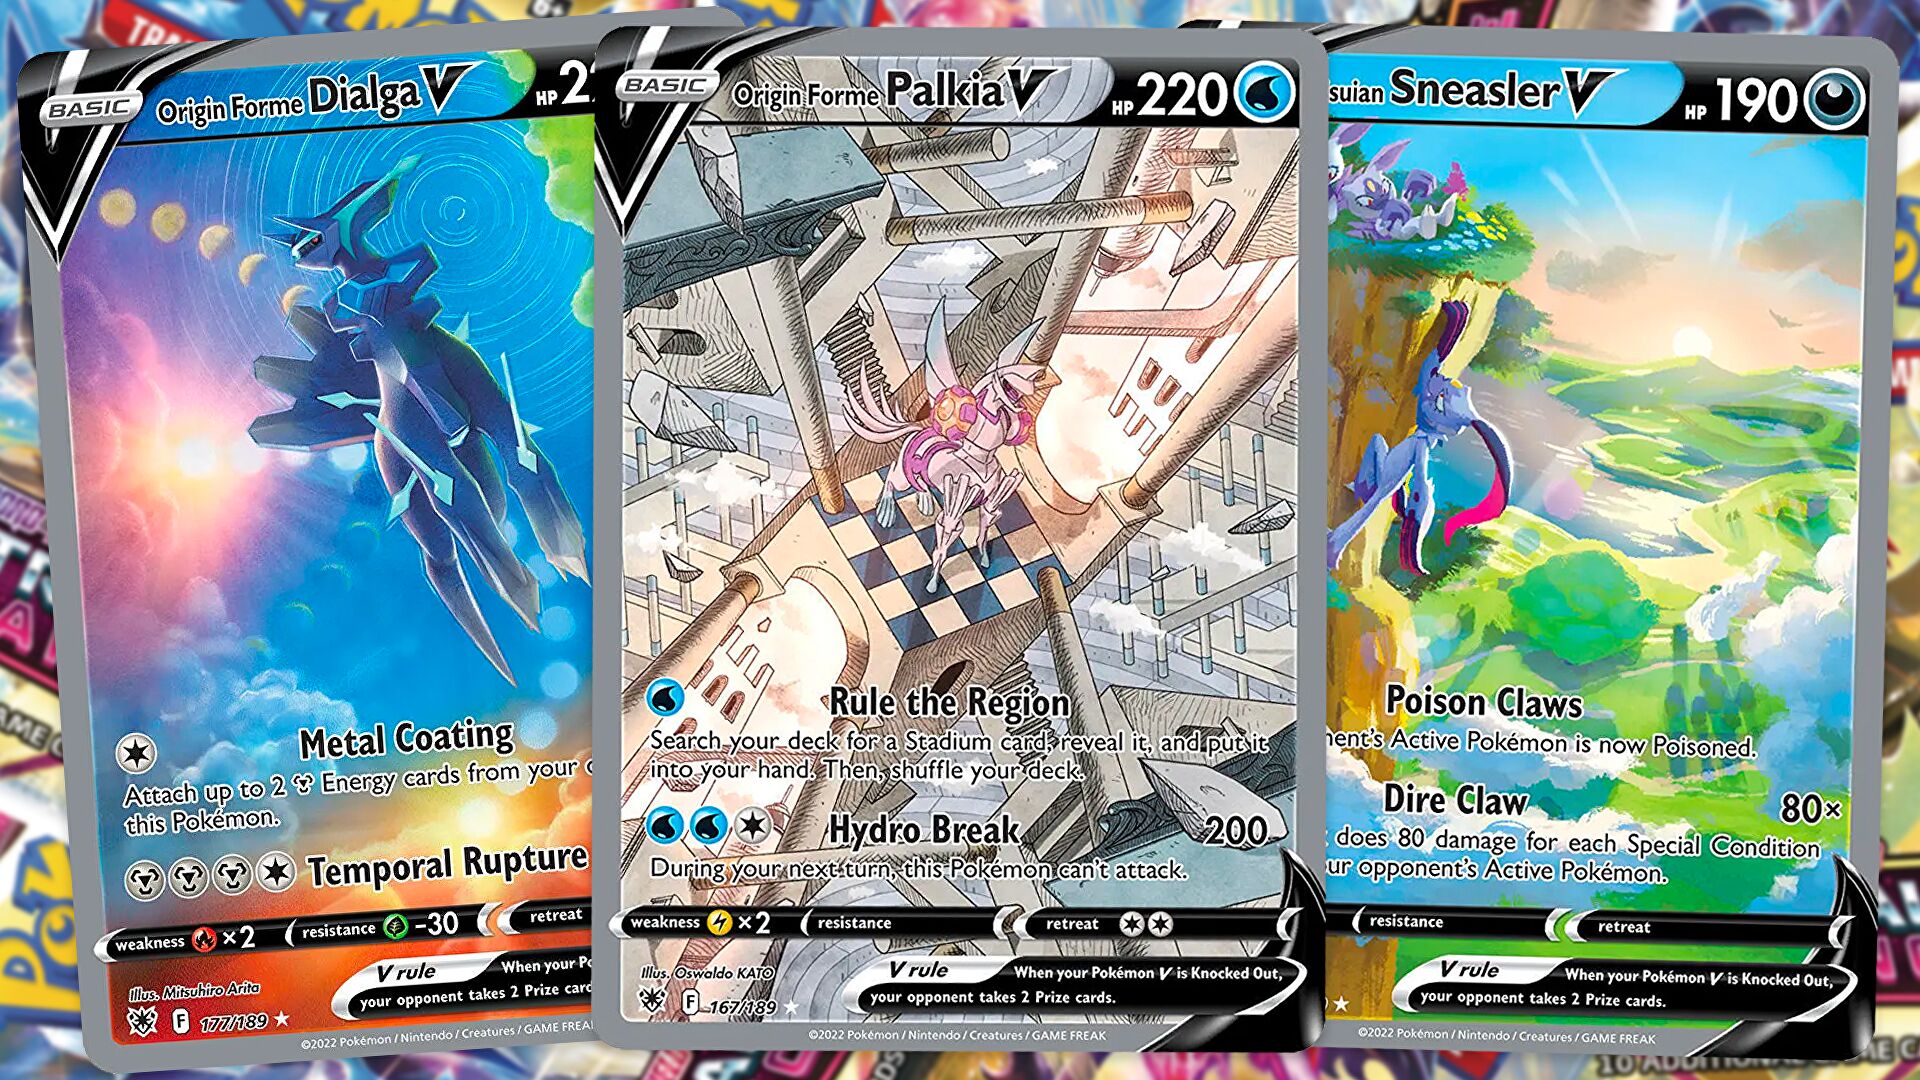 BASIC
Origin Forme Dialga V
HP 2
Metal Coating
Attach up to 2 Energy cards from your
this Pokémon.
Temporal Rupture
weakness ×2
resistance -30
retreat
V rule
When your Po
your opponent takes 2 Prize card
Illus. Mitsuhiro Arita
F 177/189
©2022 Pokémon / Nintendo / Creatures / GAME FREA
BASIC
Origin Forme Palkia V
HP 220
Rule the Region
Search your deck for a Stadium card, reveal it, and put it
into your hand. Then, shuffle your deck.
Hydro Break 200
During your next turn, this Pokémon can't attack.
weakness ×2
resistance
retreat
V rule
When your Pokémon V is Knocked Out,
your opponent takes 2 Prize cards.
Illus. Oswaldo KATO
F 167/189
©2022 Pokémon / Nintendo / Creatures / GAME FREAK
suian Sneasler V
HP 190
Poison Claws
nent's Active Pokémon is now Poisoned.
Dire Claw 80×
does 80 damage for each Special Condition
ur opponent's Active Pokémon.
resistance
retreat
V rule
When your Pokémon V is Knocked Out,
your opponent takes 2 Prize cards.
©2022 Pokémon / Nintendo / Creatures / GAME FREAK
10 ADDITIONAL